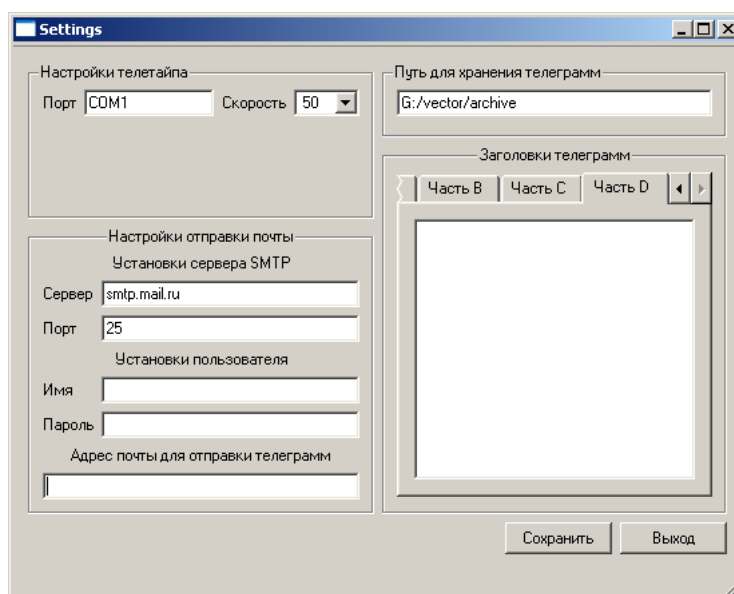 Settings
Настройки телетайпа
Порт COM1 Скорость 50
Настройки отправки почты
Установки сервера SMTP
Сервер smtp.mail.ru
Порт 25
Установки пользователя
Имя
Пароль
Адрес почты для отправки телеграмм
Путь для хранения телеграмм
G:/vector/archive
Заголовки телеграмм
Часть B Часть C Часть D
Сохранить Выход